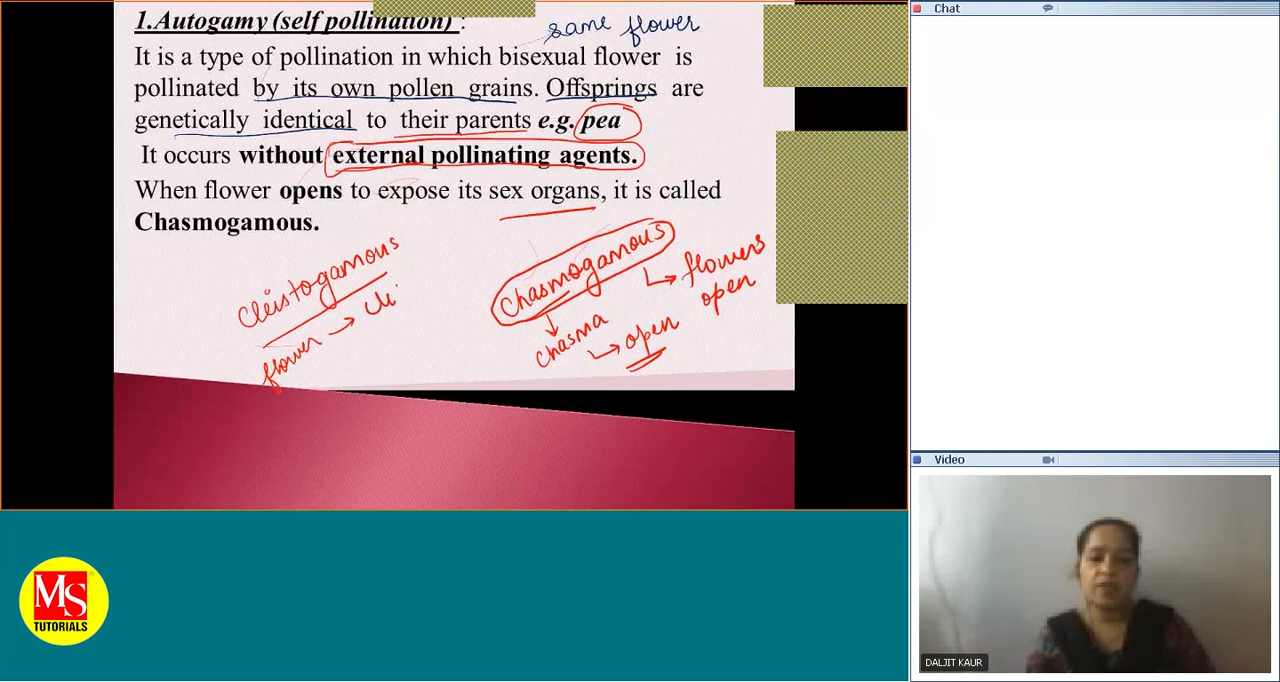 1.Autogamy (self pollination) :
same flower
It is a type of pollination in which bisexual flower is
pollinated by its own pollen grains. Offsprings are
genetically identical to their parents e.g. pea
It occurs without external pollinating agents.
When flower opens to expose its sex organs, it is called
Chasmogamous.
Cleistogamous
flower →
Chasmogamous
flowers
open
chasma
open
Chat
Video
MS
TUTORIALS
DALJIT KAUR